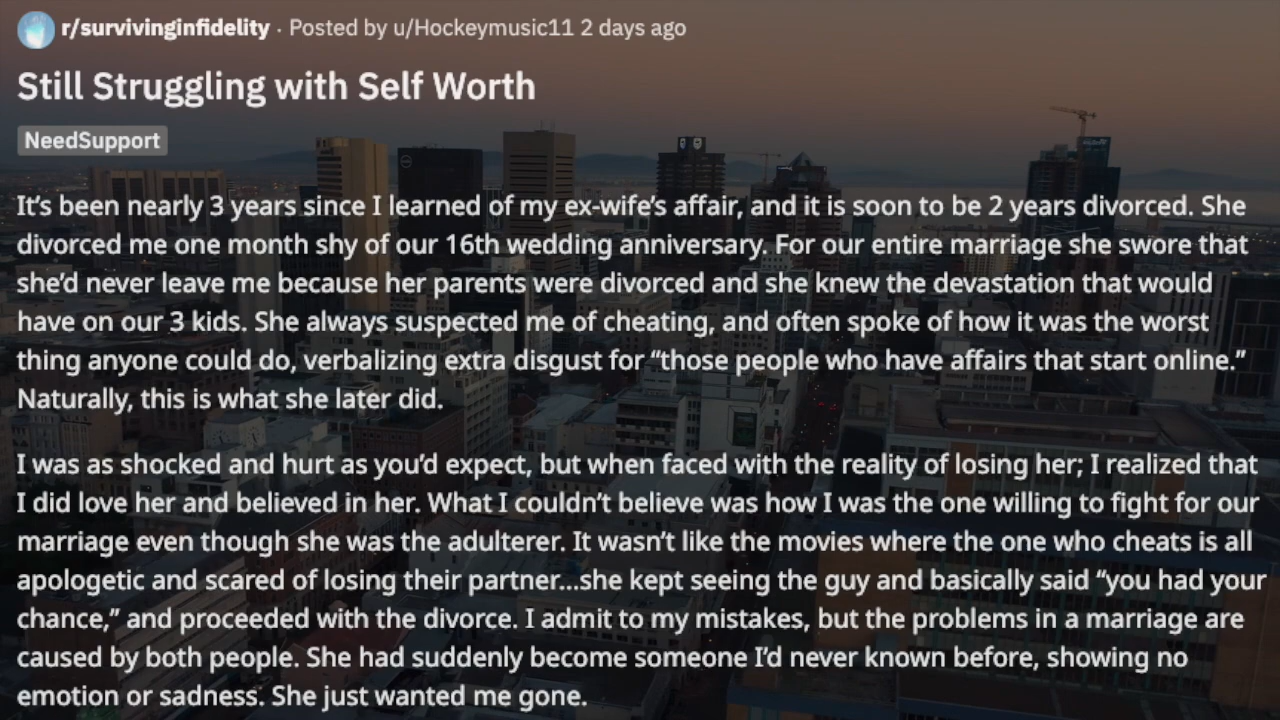 r/survivinginfidelity · Posted by u/Hockeymusic11 2 days ago
Still Struggling with Self Worth
NeedSupport
It’s been nearly 3 years since I learned of my ex-wife’s affair, and it is soon to be 2 years divorced. She
divorced me one month shy of our 16th wedding anniversary. For our entire marriage she swore that
she’d never leave me because her parents were divorced and she knew the devastation that would
have on our 3 kids. She always suspected me of cheating, and often spoke of how it was the worst
thing anyone could do, verbalizing extra disgust for “those people who have affairs that start online.”
Naturally, this is what she later did.
I was as shocked and hurt as you’d expect, but when faced with the reality of losing her; I realized that
I did love her and believed in her. What I couldn’t believe was how I was the one willing to fight for our
marriage even though she was the adulterer. It wasn’t like the movies where the one who cheats is all
apologetic and scared of losing their partner...she kept seeing the guy and basically said “you had your
chance,” and proceeded with the divorce. I admit to my mistakes, but the problems in a marriage are
caused by both people. She had suddenly become someone I’d never known before, showing no
emotion or sadness. She just wanted me gone.